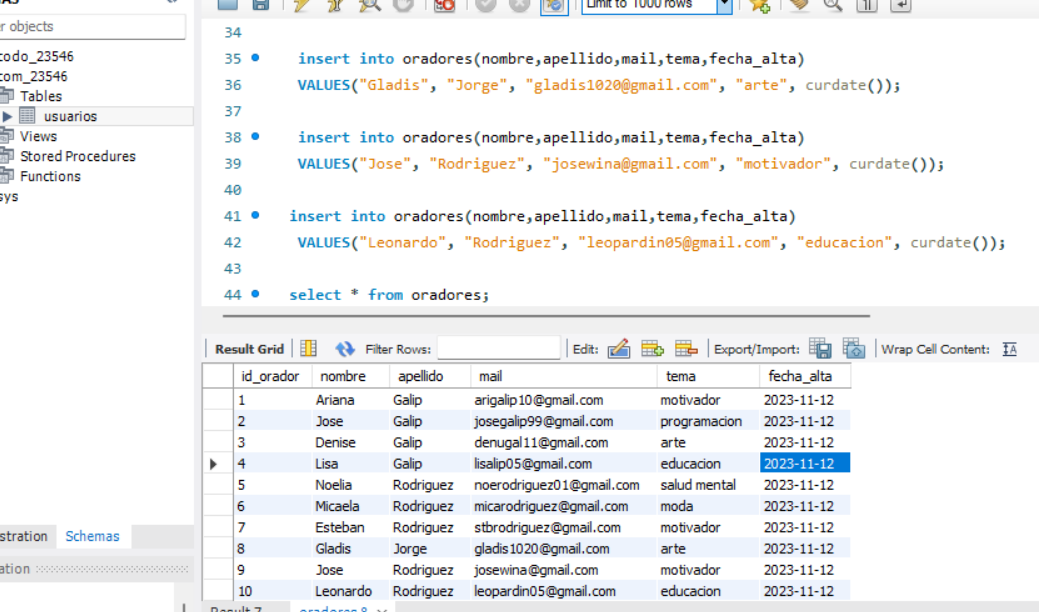 Limit to 1000 rows
r objects
todo_23546
com_23546
Tables
usuarios
Views
Stored Procedures
Functions
sys
34
35 insert into oradores(nombre,apellido,mail,tema,fecha_alta)
36 VALUES("Gladis", "Jorge", "gladis1020@gmail.com", "arte", curdate());
37
38 insert into oradores(nombre,apellido,mail,tema,fecha_alta)
39 VALUES("Jose", "Rodriguez", "josewina@gmail.com", "motivador", curdate());
40
41 insert into oradores(nombre,apellido,mail,tema,fecha_alta)
42 VALUES("Leonardo", "Rodriguez", "leopardin05@gmail.com", "educacion", curdate());
43
44 select * from oradores;
Result Grid Filter Rows: Edit: Export/Import: Wrap Cell Content:
id_orador nombre apellido mail tema fecha_alta
1 Ariana Galip arigalip10@gmail.com motivador 2023-11-12
2 Jose Galip josegalip99@gmail.com programacion 2023-11-12
3 Denise Galip denugal11@gmail.com arte 2023-11-12
4 Lisa Galip lisalip05@gmail.com educacion 2023-11-12
5 Noelia Rodriguez noerodriguez01@gmail.com salud mental 2023-11-12
6 Micaela Rodriguez micarodriguez@gmail.com moda 2023-11-12
7 Esteban Rodriguez stbrodriguez@gmail.com motivador 2023-11-12
8 Gladis Jorge gladis1020@gmail.com arte 2023-11-12
9 Jose Rodriguez josewina@gmail.com motivador 2023-11-12
10 Leonardo Rodriguez leopardin05@gmail.com educacion 2023-11-12
stration Schemas
ation
Result 7 oradores 8